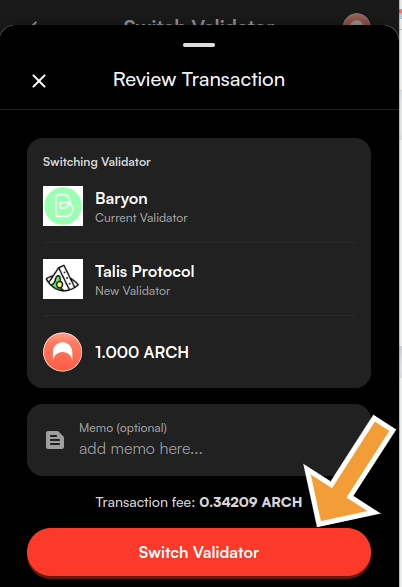 Switch Validator
Review Transaction
Switching Validator
Baryon
Current Validator
Talis Protocol
New Validator
1.000 ARCH
Memo (optional)
add memo here...
Transaction fee: 0.34209 ARCH
Switch Validator